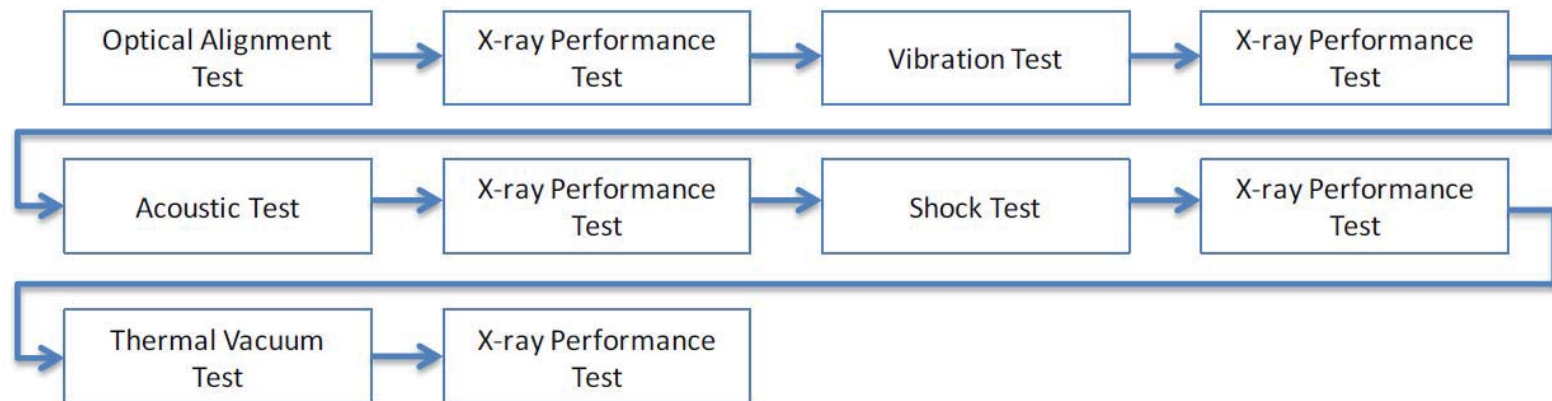 Optical Alignment
Test
X-ray Performance
Test
Vibration Test
X-ray Performance
Test
Acoustic Test
X-ray Performance
Test
Shock Test
X-ray Performance
Test
Thermal Vacuum
Test
X-ray Performance
Test